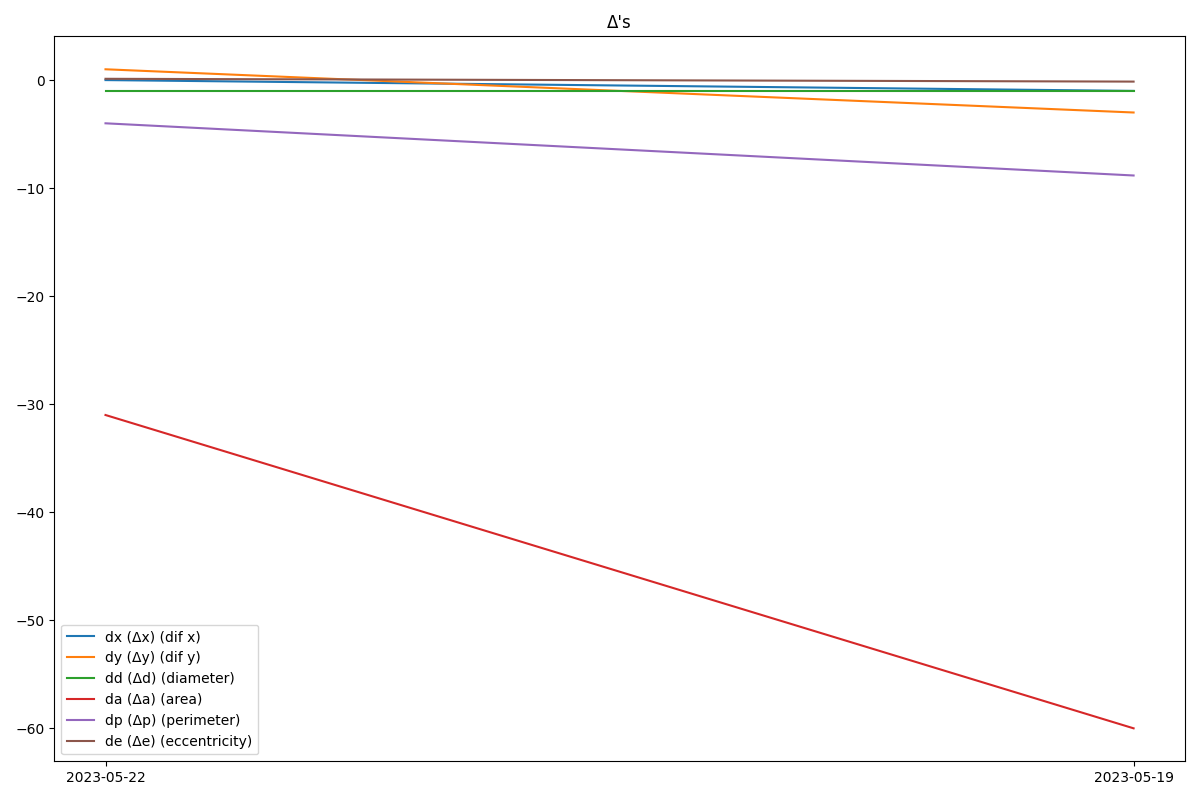 Δ's
0
−10
−20
−30
−40
−50
−60
dx (Δx) (dif x)
dy (Δy) (dif y)
dd (Δd) (diameter)
da (Δa) (area)
dp (Δp) (perimeter)
de (Δe) (eccentricity)
2023-05-22 2023-05-19